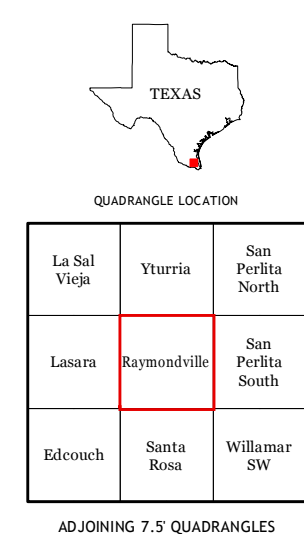 TEXAS
QUADRANGLE LOCATION
La Sal
Vieja
Yturria
San
Perlita
North
Lasara
Raymondville
San
Perlita
South
Edcouch
Santa
Rosa
Willamar
SW
ADJOINING 7.5' QUADRANGLES